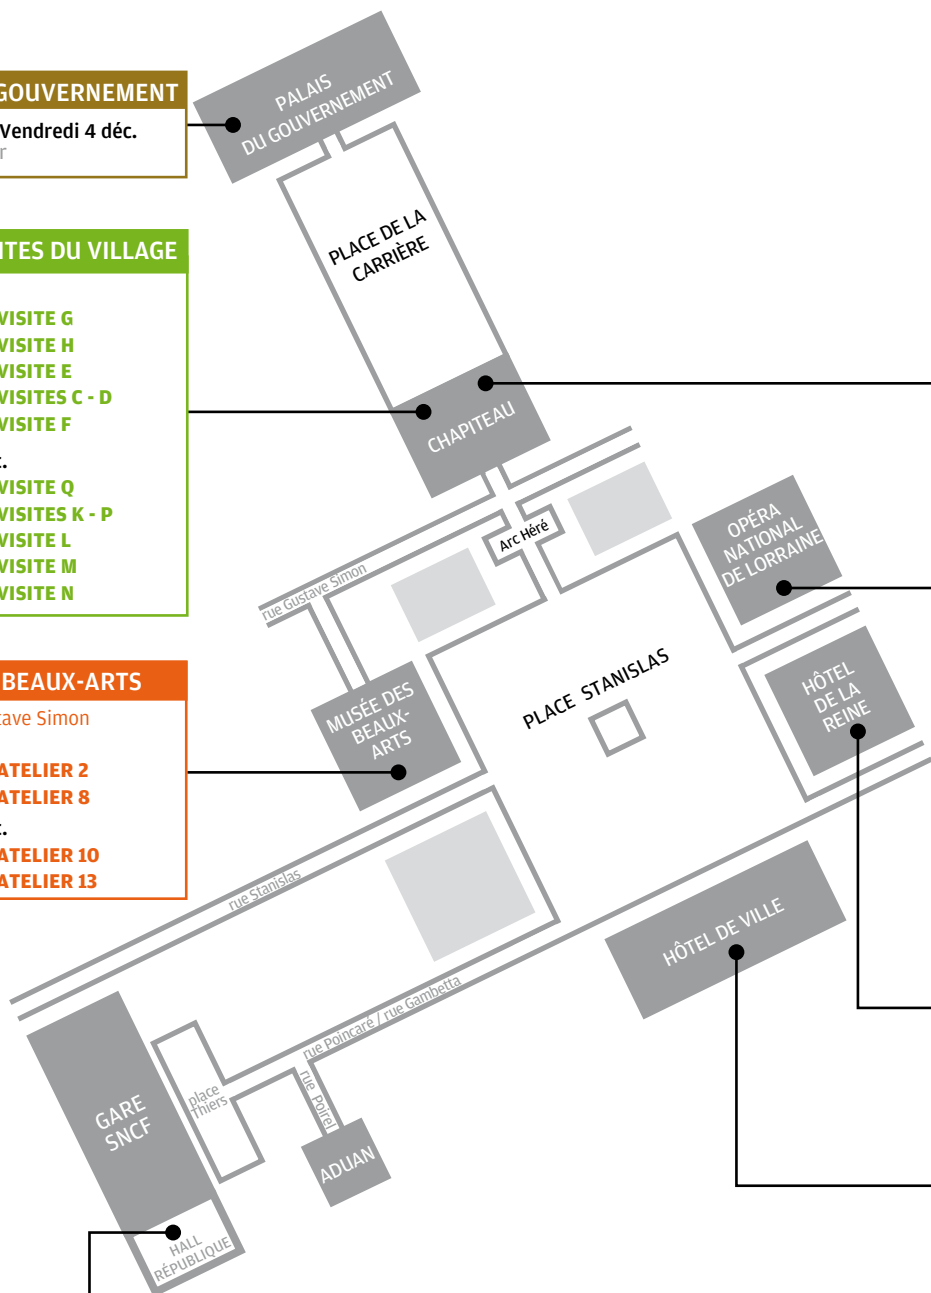 GOUVERNEMENT
Vendredi 4 déc.
r
ITES DU VILLAGE
VISITE G
VISITE H
VISITE E
VISITES C - D
VISITE F
.
VISITE Q
VISITES K - P
VISITE L
VISITE M
VISITE N
BEAUX-ARTS
tave Simon
ATELIER 2
ATELIER 8
.
ATELIER 10
ATELIER 13
PALAIS
DU GOUVERNEMENT
PLACE DE LA
CARRIÈRE
CHAPITEAU
Arc Héré
rue Gustave Simon
OPÉRA
NATIONAL
DE LORRAINE
MUSÉE DES
BEAUX-
ARTS
PLACE STANISLAS
HÔTEL
DE LA
REINE
rue Stanislas
HÔTEL DE VILLE
rue Poincaré / rue Gambetta
place
Thiers
rue Poirel
GARE
SNCF
ADUAN
HALL
RÉPUBLIQUE